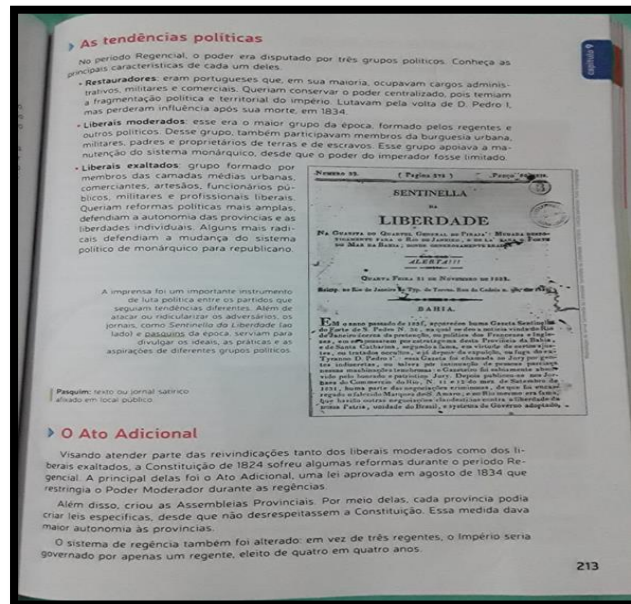 capítulo 9
As tendências políticas
No período Regencial, o poder era disputado por três grupos políticos. Conheça as
principais características de cada um deles.
• Restauradores: eram portugueses que, em sua maioria, ocupavam cargos adminis-
trativos, militares e comerciais. Queriam conservar o poder centralizado, pois temiam
a fragmentação política e territorial do império. Lutavam pela volta de D. Pedro I,
mas perderam influência após sua morte, em 1834.
• Liberais moderados: esse era o maior grupo da época, formado pelos regentes e
outros políticos. Desse grupo, também participavam membros da burguesia urbana,
militares, padres e proprietários de terras e de escravos. Esse grupo apoiava a ma-
nutenção do sistema monárquico, desde que o poder do imperador fosse limitado.
• Liberais exaltados: grupo formado por
membros das camadas médias urbanas,
comerciantes, artesãos, funcionários pú-
blicos, militares e profissionais liberais.
Queriam reformas políticas mais amplas,
defendiam a autonomia das províncias e as
liberdades individuais. Alguns mais radi-
cais defendiam a mudança do sistema
político de monárquico para republicano.
A imprensa foi um importante instrumento
de luta política entre os partidos que
seguiam tendências diferentes. Além de
atacar ou ridicularizar os adversários, os
jornais, como Sentinella da Liberdade (ao
lado) e pasquins da época, serviam para
divulgar os ideais, as práticas e as
aspirações de diferentes grupos políticos.
Pasquim: texto ou jornal satírico
afixado em local público.
SENTINELLA
DA
LIBERDADE
ALERTA!!!
BAHIA.
O Ato Adicional
Visando atender parte das reivindicações tanto dos liberais moderados como dos li-
berais exaltados, a Constituição de 1824 sofreu algumas reformas durante o período Re-
gencial. A principal delas foi o Ato Adicional, uma lei aprovada em agosto de 1834 que
restringia o Poder Moderador durante as regências.
Além disso, criou as Assembleias Provinciais. Por meio delas, cada província podia
criar leis específicas, desde que não desrespeitassem a Constituição. Essa medida dava
maior autonomia às províncias.
O sistema de regência também foi alterado: em vez de três regentes, o Império seria
governado por apenas um regente, eleito de quatro em quatro anos.
213